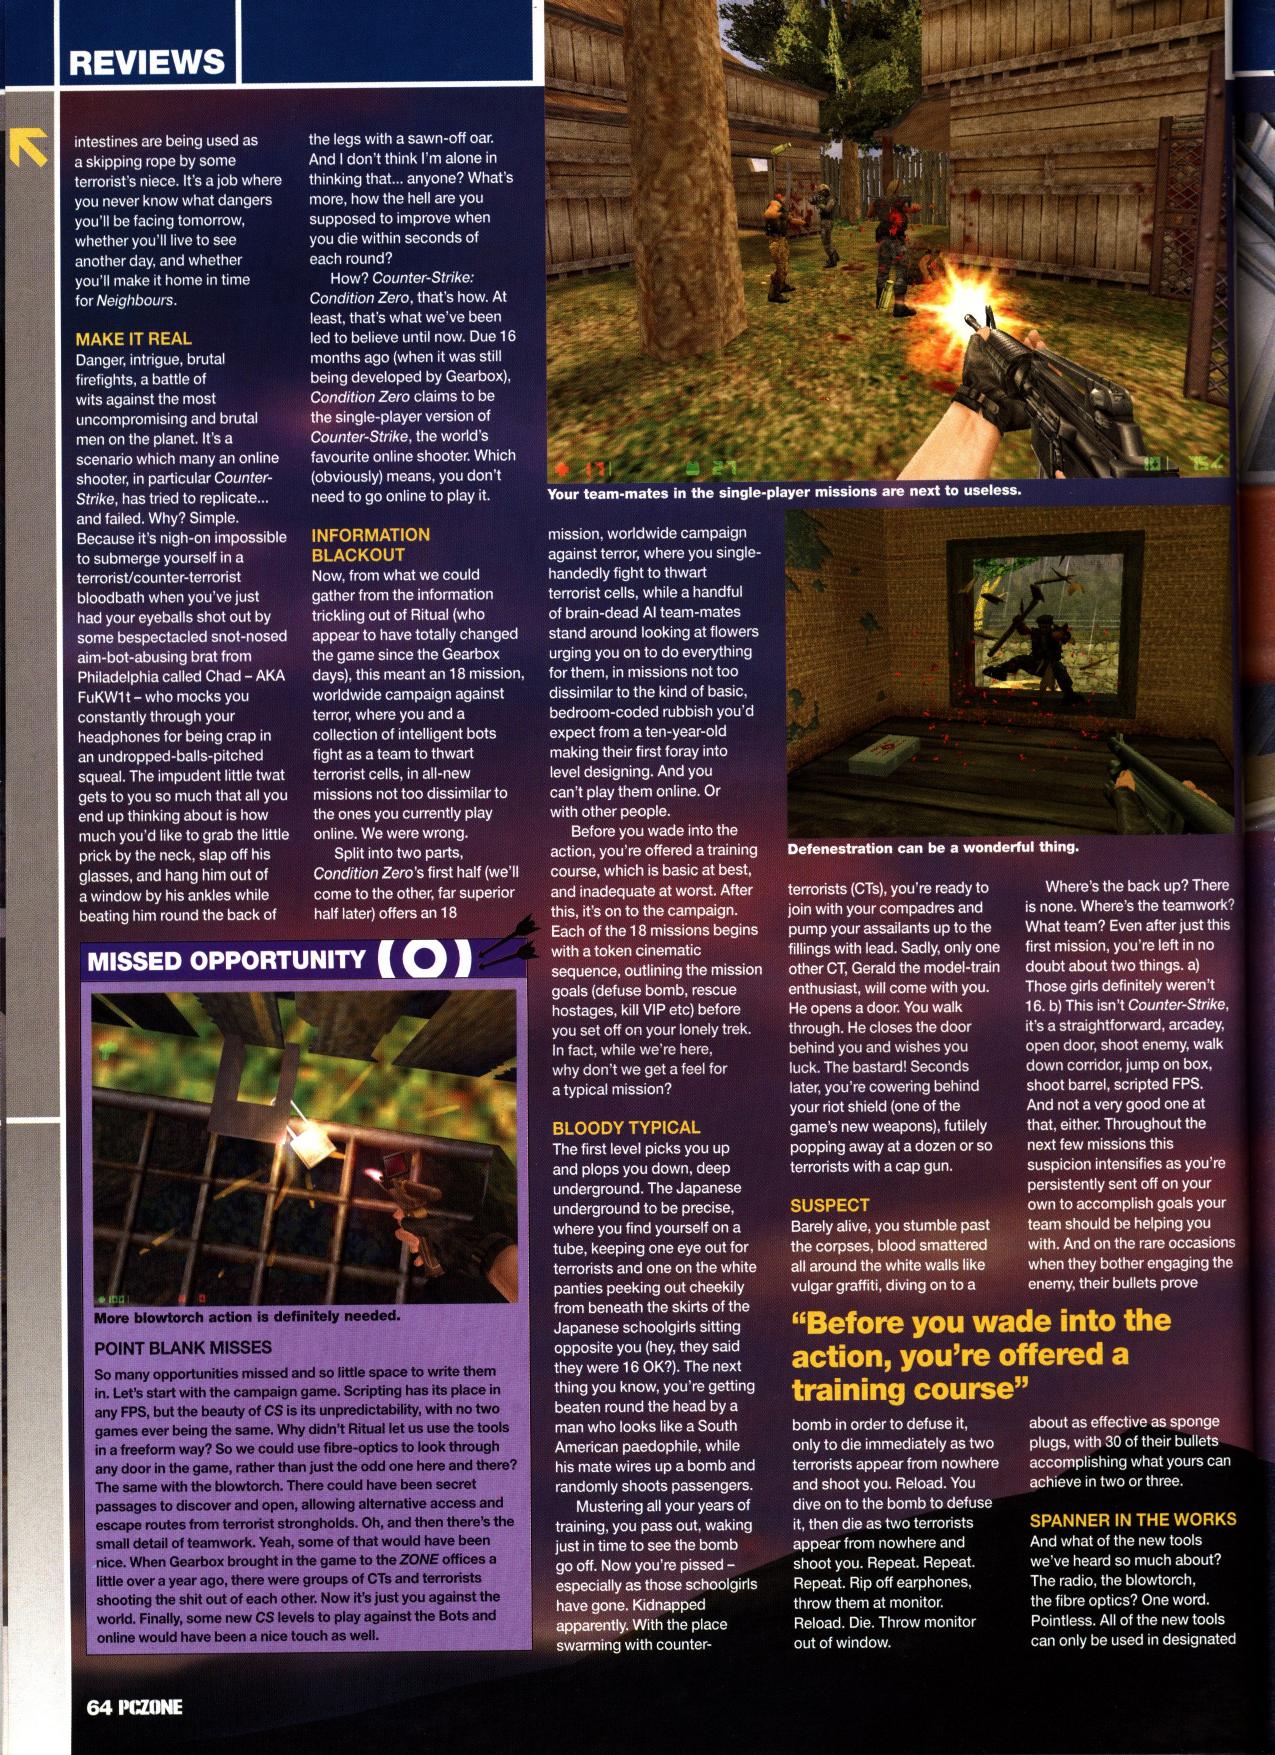 REVIEWS
intestines are being used as
a skipping rope by some
terrorist's niece. It's a job where
you never know what dangers
you'll be facing tomorrow,
whether you'll live to see
another day, and whether
you'll make it home in time
for Neighbours.
MAKE IT REAL
Danger, intrigue, brutal
firefights, a battle of
wits against the most
uncompromising and brutal
men on the planet. It's a
scenario which many an online
shooter, in particular Counter-
Strike, has tried to replicate...
and failed. Why? Simple.
Because it's nigh-on impossible
to submerge yourself in a
terrorist/counter-terrorist
bloodbath when you've just
had your eyeballs shot out by
some bespectacled snot-nosed
aim-bot-abusing brat from
Philadelphia called Chad – AKA
FuKW1t – who mocks you
constantly through your
headphones for being crap in
an undropped-balls-pitched
squeal. The impudent little twat
gets to you so much that all you
end up thinking about is how
much you'd like to grab the little
prick by the neck, slap off his
glasses, and hang him out of
a window by his ankles while
beating him round the back of
the legs with a sawn-off oar.
And I don't think I'm alone in
thinking that... anyone? What's
more, how the hell are you
supposed to improve when
you die within seconds of
each round?
How? Counter-Strike:
Condition Zero, that's how. At
least, that's what we've been
led to believe until now. Due 16
months ago (when it was still
being developed by Gearbox),
Condition Zero claims to be
the single-player version of
Counter-Strike, the world's
favourite online shooter. Which
(obviously) means, you don't
need to go online to play it.
INFORMATION
BLACKOUT
Now, from what we could
gather from the information
trickling out of Ritual (who
appear to have totally changed
the game since the Gearbox
days), this meant an 18 mission,
worldwide campaign against
terror, where you and a
collection of intelligent bots
fight as a team to thwart
terrorist cells, in all-new
missions not too dissimilar to
the ones you currently play
online. We were wrong.
Split into two parts,
Condition Zero's first half (we'll
come to the other, far superior
half later) offers an 18
Your team-mates in the single-player missions are next to useless.
mission, worldwide campaign
against terror, where you single-
handedly fight to thwart
terrorist cells, while a handful
of brain-dead AI team-mates
stand around looking at flowers
urging you on to do everything
for them, in missions not too
dissimilar to the kind of basic,
bedroom-coded rubbish you'd
expect from a ten-year-old
making their first foray into
level designing. And you
can't play them online. Or
with other people.
Before you wade into the
action, you're offered a training
course, which is basic at best,
and inadequate at worst. After
this, it's on to the campaign.
Each of the 18 missions begins
with a token cinematic
sequence, outlining the mission
goals (defuse bomb, rescue
hostages, kill VIP etc) before
you set off on your lonely trek.
In fact, while we're here,
why don't we get a feel for
a typical mission?
BLOODY TYPICAL
The first level picks you up
and plops you down, deep
underground. The Japanese
underground to be precise,
where you find yourself on a
tube, keeping one eye out for
terrorists and one on the white
panties peeking out cheekily
from beneath the skirts of the
Japanese schoolgirls sitting
opposite you (hey, they said
they were 16 OK?). The next
thing you know, you're getting
beaten round the head by a
man who looks like a South
American paedophile, while
his mate wires up a bomb and
randomly shoots passengers.
Mustering all your years of
training, you pass out, waking
just in time to see the bomb
go off. Now you're pissed –
especially as those schoolgirls
have gone. Kidnapped
apparently. With the place
swarming with counter-
Defenestration can be a wonderful thing.
terrorists (CTs), you're ready to
join with your compadres and
pump your assailants up to the
fillings with lead. Sadly, only one
other CT, Gerald the model-train
enthusiast, will come with you.
He opens a door. You walk
through. He closes the door
behind you and wishes you
luck. The bastard! Seconds
later, you're cowering behind
your riot shield (one of the
game's new weapons), futilely
popping away at a dozen or so
terrorists with a cap gun.
SUSPECT
Barely alive, you stumble past
the corpses, blood smattered
all around the white walls like
vulgar graffiti, diving on to a
"Before you wade into the
action, you're offered a
training course"
bomb in order to defuse it,
only to die immediately as two
terrorists appear from nowhere
and shoot you. Reload. You
dive on to the bomb to defuse
it, then die as two terrorists
appear from nowhere and
shoot you. Repeat. Repeat.
Repeat. Rip off earphones,
throw them at monitor.
Reload. Die. Throw monitor
out of window.
Where's the back up? There
is none. Where's the teamwork?
What team? Even after just this
first mission, you're left in no
doubt about two things. a)
Those girls definitely weren't
16. b) This isn't Counter-Strike,
it's a straightforward, arcadey,
open door, shoot enemy, walk
down corridor, jump on box,
shoot barrel, scripted FPS.
And not a very good one at
that, either. Throughout the
next few missions this
suspicion intensifies as you're
persistently sent off on your
own to accomplish goals your
team should be helping you
with. And on the rare occasions
when they bother engaging the
enemy, their bullets prove
about as effective as sponge
plugs, with 30 of their bullets
accomplishing what yours can
achieve in two or three.
SPANNER IN THE WORKS
And what of the new tools
we've heard so much about?
The radio, the blowtorch,
the fibre optics? One word.
Pointless. All of the new tools
can only be used in designated
MISSED OPPORTUNITY
More blowtorch action is definitely needed.
POINT BLANK MISSES
So many opportunities missed and so little space to write them
in. Let's start with the campaign game. Scripting has its place in
any FPS, but the beauty of CS is its unpredictability, with no two
games ever being the same. Why didn't Ritual let us use the tools
in a freeform way? So we could use fibre-optics to look through
any door in the game, rather than just the odd one here and there?
The same with the blowtorch. There could have been secret
passages to discover and open, allowing alternative access and
escape routes from terrorist strongholds. Oh, and then there's the
small detail of teamwork. Yeah, some of that would have been
nice. When Gearbox brought in the game to the ZONE offices a
little over a year ago, there were groups of CTs and terrorists
shooting the shit out of each other. Now it's just you against the
world. Finally, some new CS levels to play against the Bots and
online would have been a nice touch as well.
64 PCZONE